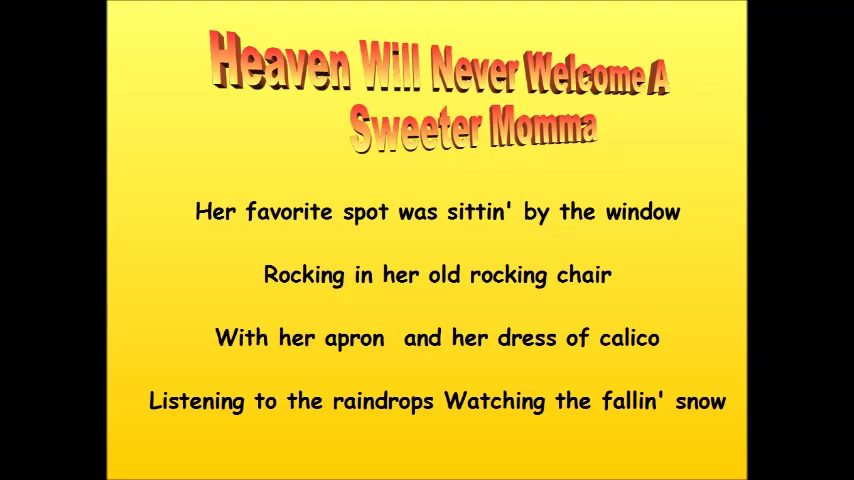 Heaven Will Never Welcome A
Sweeter Momma
Her favorite spot was sittin' by the window
Rocking in her old rocking chair
With her apron  and her dress of calico
Listening to the raindrops Watching the fallin' snow